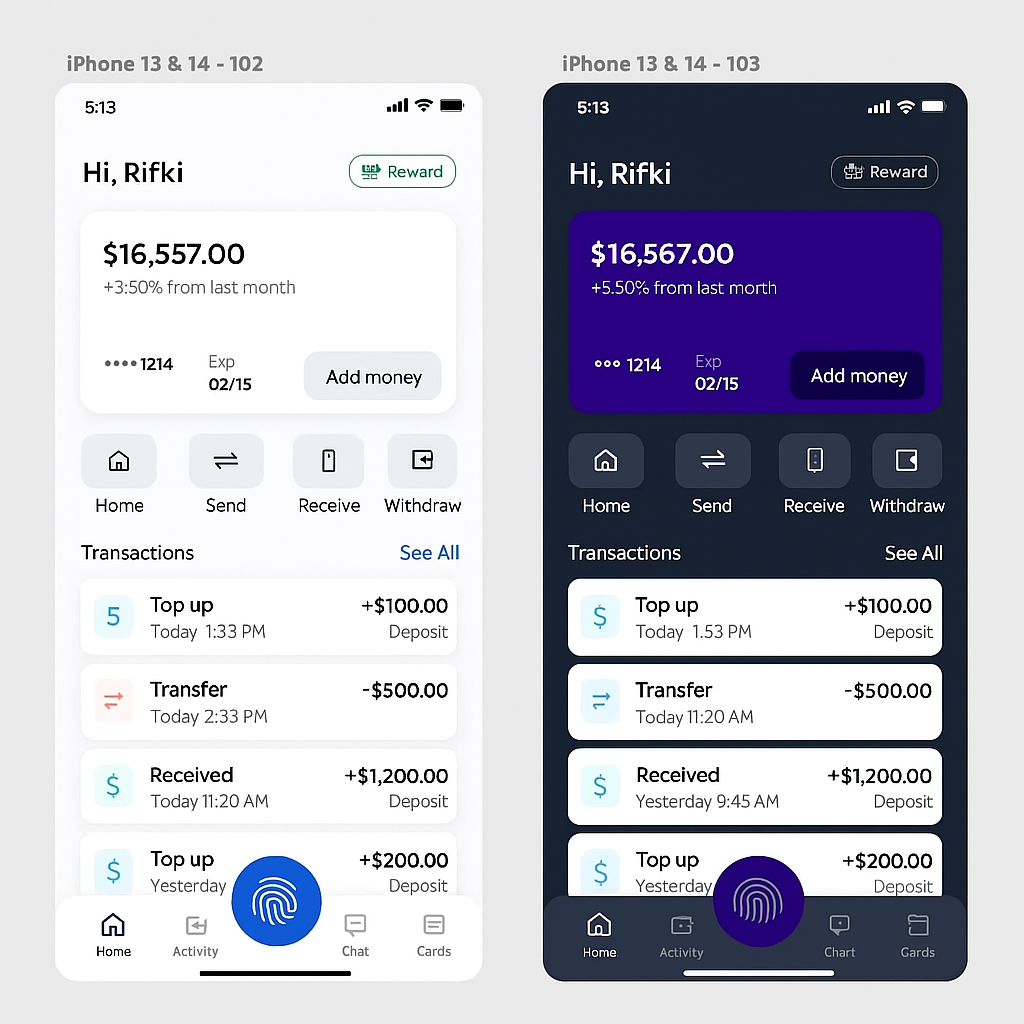 iPhone 13 & 14 - 102
5:13
Hi, Rifki
Reward
$16,557.00
+3:50% from last month
•••• 1214
Exp
02/15
Add money
Home
Send
Receive
Withdraw
Transactions
See All
5
Top up
+$100.00
Today 1:33 PM
Deposit
Transfer
-$500.00
Today 2:33 PM
$
Received
+$1,200.00
Today 11:20 AM
Deposit
$
Top up
+$200.00
Yesterday
Deposit
Home
Activity
Chat
Cards
iPhone 13 & 14 - 103
5:13
Hi, Rifki
Reward
$16,567.00
+5.50% from last morth
ooo 1214
Exp
02/15
Add money
Home
Send
Receive
Withdraw
Transactions
See All
$
Top up
+$100.00
Today 1.53 PM
Deposit
Transfer
-$500.00
Today 11:20 AM
$
Received
+$1,200.00
Yesterday 9:45 AM
Deposit
$
Top up
+$200.00
Yesterday
Deposit
Home
Activity
Chart
Gards